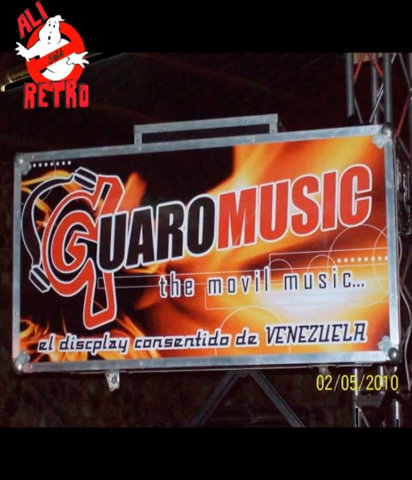 ALI
RETRO
GUAROMUSIC
the movil music...
el discplay consentido de VENEZUELA
02/05/2010